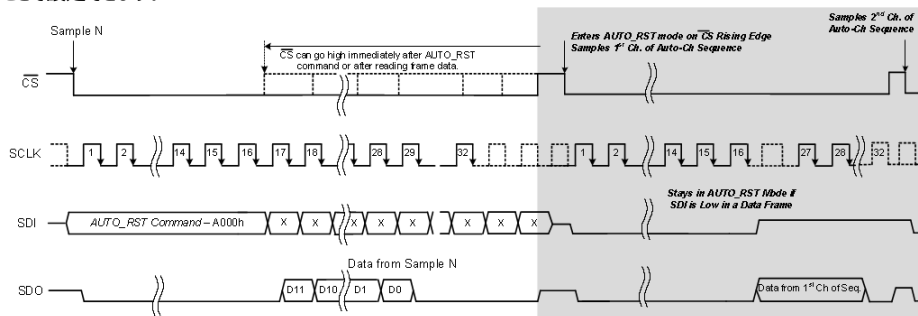 Sample N
CS can go high immediately after AUTO_RST
command or after reading frame data.
Enters AUTO_RST mode on CS Rising Edge
Samples 1st Ch. of Auto-Ch Sequence
Samples 2nd Ch. of
Auto-Ch Sequence
CS
SCLK
1 2 14 15 16 17 18 28 29 32 1 2 14 15 16 27 28 32
Stays in AUTO_RST Mode if
SDI is Low in a Data Frame
SDI
AUTO_RST Command – A000h
X X X X X X X X
Data from Sample N
SDO
D11 D10 D1 D0
Data from 1st Ch of Seq.